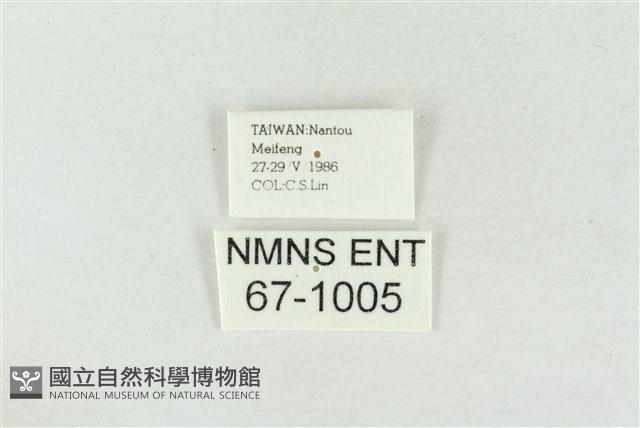 TAIWAN:Nantou
Meifeng
27-29/V/1986
COL:C.S.Lin
NMNS ENT
67-1005
國立自然科學博物館
NATIONAL MUSEUM OF NATURAL SCIENCE